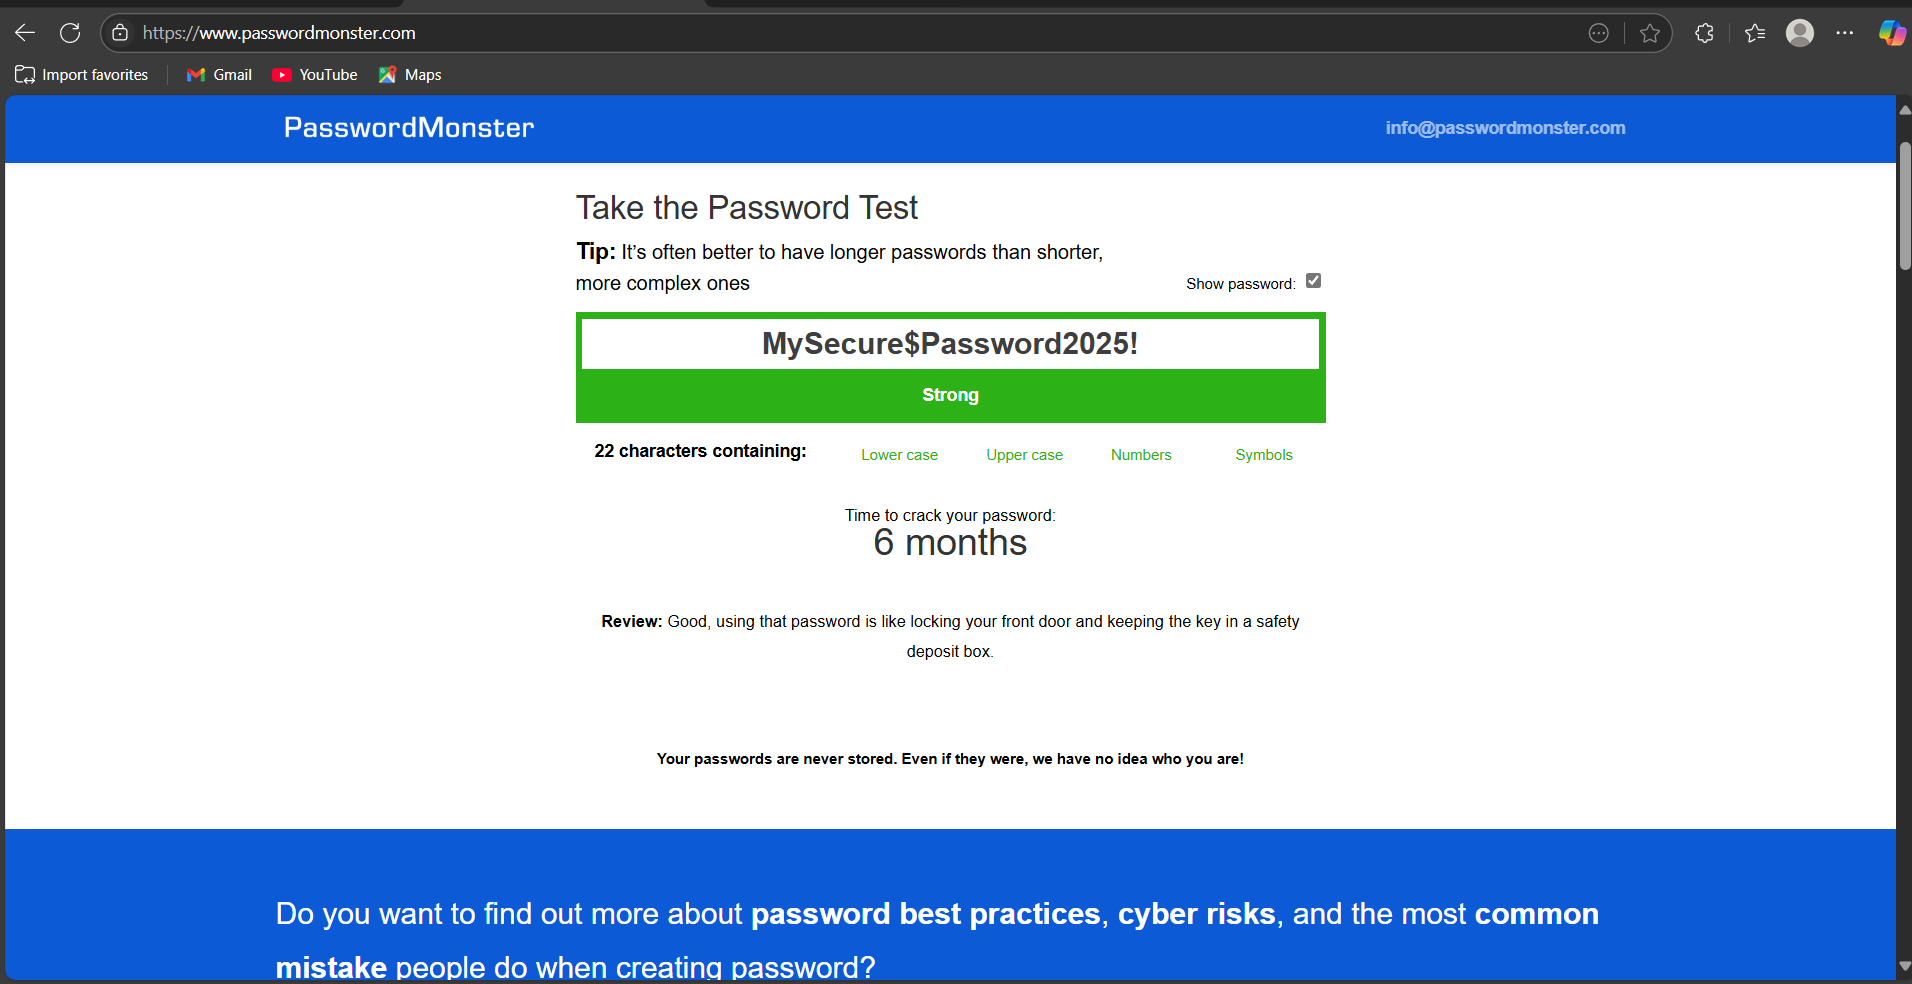 https://www.passwordmonster.com
Import favorites Gmail YouTube Maps
PasswordMonster info@passwordmonster.com
Take the Password Test
Tip: It's often better to have longer passwords than shorter,
more complex ones
Show password:
MySecure$Password2025!
Strong
22 characters containing: Lower case Upper case Numbers Symbols
Time to crack your password:
6 months
Review: Good, using that password is like locking your front door and keeping the key in a safety
deposit box.
Your passwords are never stored. Even if they were, we have no idea who you are!
Do you want to find out more about password best practices, cyber risks, and the most common
mistake people do when creating password?